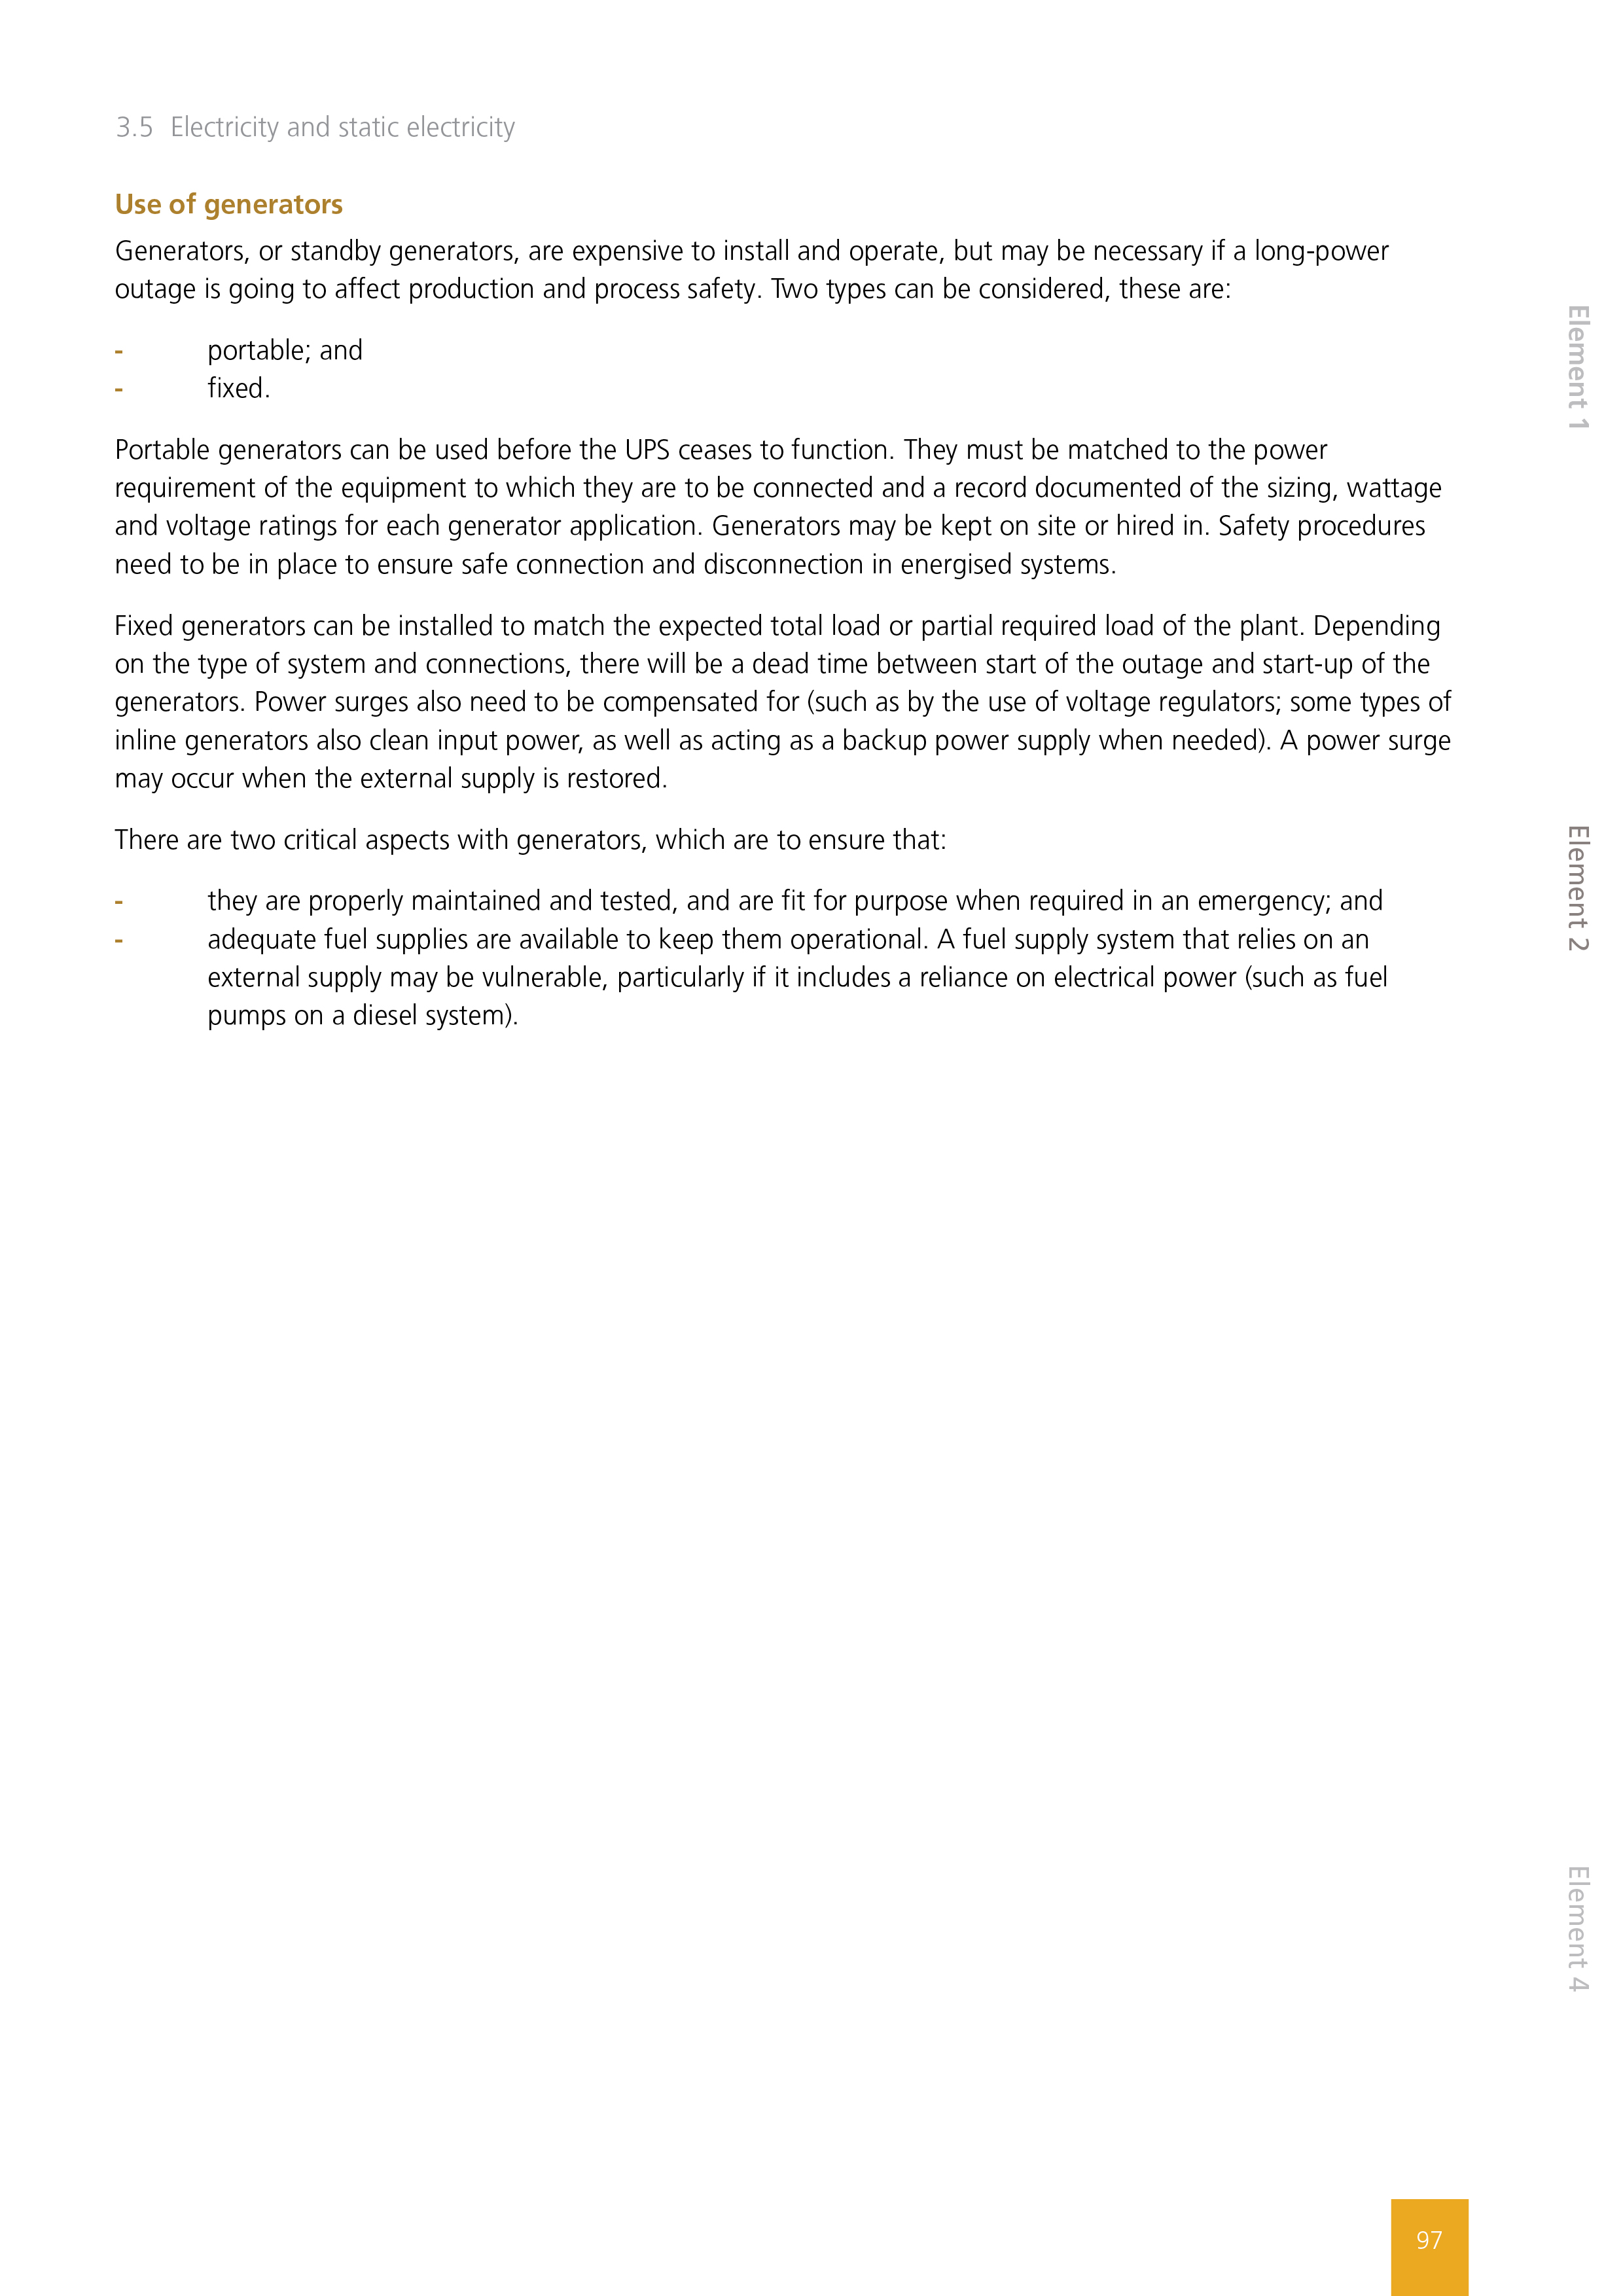 3.5 Electricity and static electricity
Use of generators
Generators, or standby generators, are expensive to install and operate, but may be necessary if a long-power
outage is going to affect production and process safety. Two types can be considered, these are:
- portable; and
- fixed.
Portable generators can be used before the UPS ceases to function. They must be matched to the power
requirement of the equipment to which they are to be connected and a record documented of the sizing, wattage
and voltage ratings for each generator application. Generators may be kept on site or hired in. Safety procedures
need to be in place to ensure safe connection and disconnection in energised systems.
Fixed generators can be installed to match the expected total load or partial required load of the plant. Depending
on the type of system and connections, there will be a dead time between start of the outage and start-up of the
generators. Power surges also need to be compensated for (such as by the use of voltage regulators; some types of
inline generators also clean input power, as well as acting as a backup power supply when needed). A power surge
may occur when the external supply is restored.
There are two critical aspects with generators, which are to ensure that:
- they are properly maintained and tested, and are fit for purpose when required in an emergency; and
- adequate fuel supplies are available to keep them operational. A fuel supply system that relies on an
external supply may be vulnerable, particularly if it includes a reliance on electrical power (such as fuel
pumps on a diesel system).
Element 1
Element 2
Element 4
97